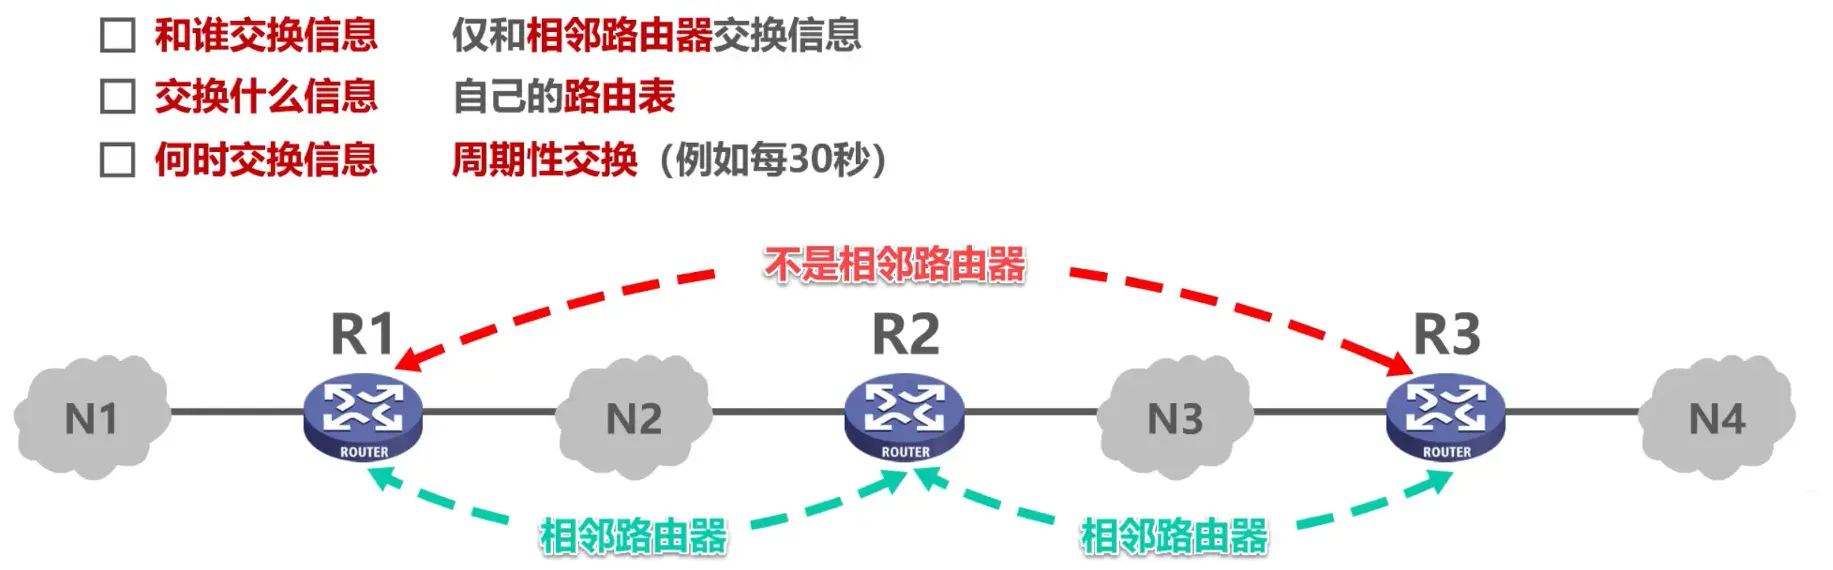 和谁交换信息 仅和相邻路由器交换信息
交换什么信息 自己的路由表
何时交换信息 周期性交换（例如每30秒）
不是相邻路由器
R1 R2 R3
N1 N2 N3 N4
ROUTER ROUTER ROUTER
相邻路由器 相邻路由器